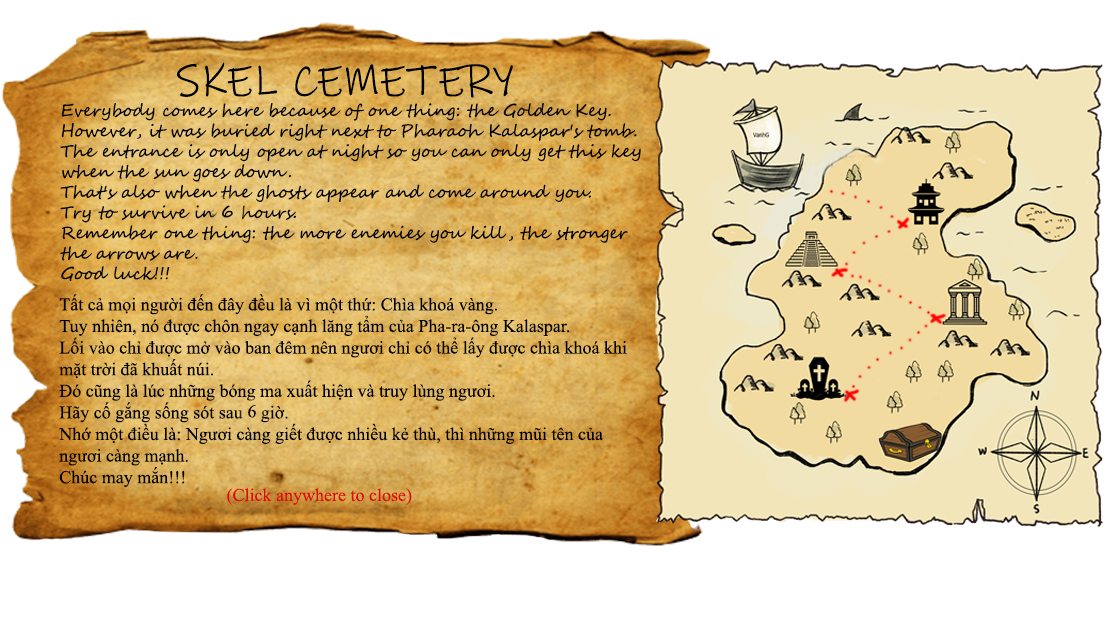 SKEL CEMETERY
Everybody comes here because of one thing: the Golden Key.
However, it was buried right next to Pharaoh Kalaspar's tomb.
The entrance is only open at night so you can only get this key
when the sun goes down.
That's also when the ghosts appear and come around you.
Try to survive in 6 hours.
Remember one thing: the more enemies you kill, the stronger
the arrows are.
Good luck!!!
Tất cả mọi người đến đây đều là vì một thứ: Chìa khoá vàng.
Tuy nhiên, nó được chôn ngay cạnh lăng tẩm của Pha-ra-ông Kalaspar.
Lối vào chỉ được mở vào ban đêm nên ngươi chỉ có thể lấy được chìa khoá khi
mặt trời đã khuất núi.
Đó cũng là lúc những bóng ma xuất hiện và truy lùng ngươi.
Hãy cố gắng sống sót sau 6 giờ.
Nhớ một điều là: Ngươi càng giết được nhiều kẻ thù, thì những mũi tên của
ngươi càng mạnh.
Chúc may mắn!!!
(Click anywhere to close)
VanhG
N
W
E
S